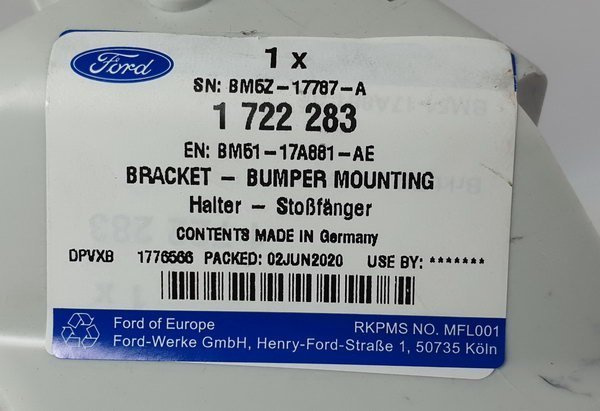 Ford
1 x
SN: BM5Z-17787-A
1 722 283
EN: BM51-17A881-AE
BRACKET - BUMPER MOUNTING
Halter - Stoßfänger
CONTENTS MADE IN Germany
DPVXB 1776566 PACKED: 02JUN2020 USE BY: *******
Ford of Europe RKPMS NO. MFL001
Ford-Werke GmbH, Henry-Ford-Straße 1, 50735 Köln